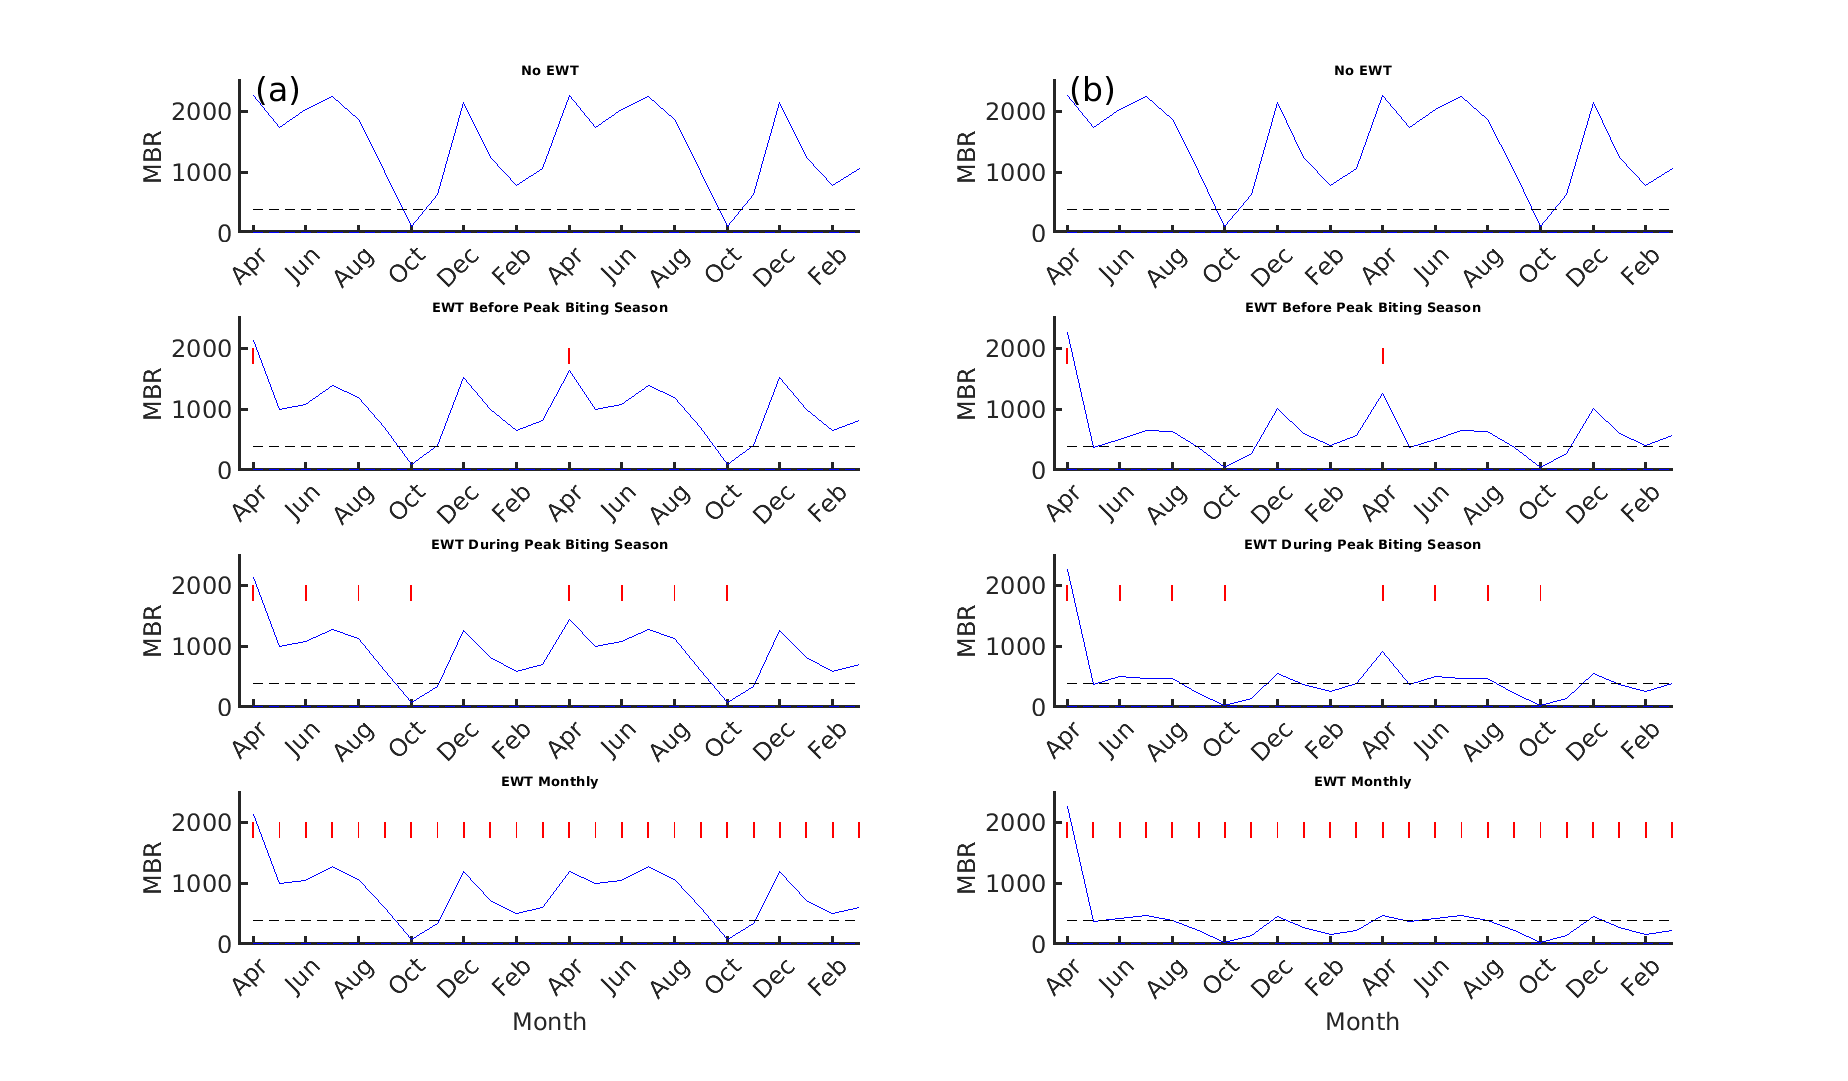 No EWT
(a)
MBR
2000
1000
0
Apr Jun Aug Oct Dec Feb Apr Jun Aug Oct Dec Feb
EWT Before Peak Biting Season
MBR
2000
1000
0
Apr Jun Aug Oct Dec Feb Apr Jun Aug Oct Dec Feb
EWT During Peak Biting Season
MBR
2000
1000
0
Apr Jun Aug Oct Dec Feb Apr Jun Aug Oct Dec Feb
EWT Monthly
MBR
2000
1000
0
Apr Jun Aug Oct Dec Feb Apr Jun Aug Oct Dec Feb
Month
No EWT
(b)
MBR
2000
1000
0
Apr Jun Aug Oct Dec Feb Apr Jun Aug Oct Dec Feb
EWT Before Peak Biting Season
MBR
2000
1000
0
Apr Jun Aug Oct Dec Feb Apr Jun Aug Oct Dec Feb
EWT During Peak Biting Season
MBR
2000
1000
0
Apr Jun Aug Oct Dec Feb Apr Jun Aug Oct Dec Feb
EWT Monthly
MBR
2000
1000
0
Apr Jun Aug Oct Dec Feb Apr Jun Aug Oct Dec Feb
Month